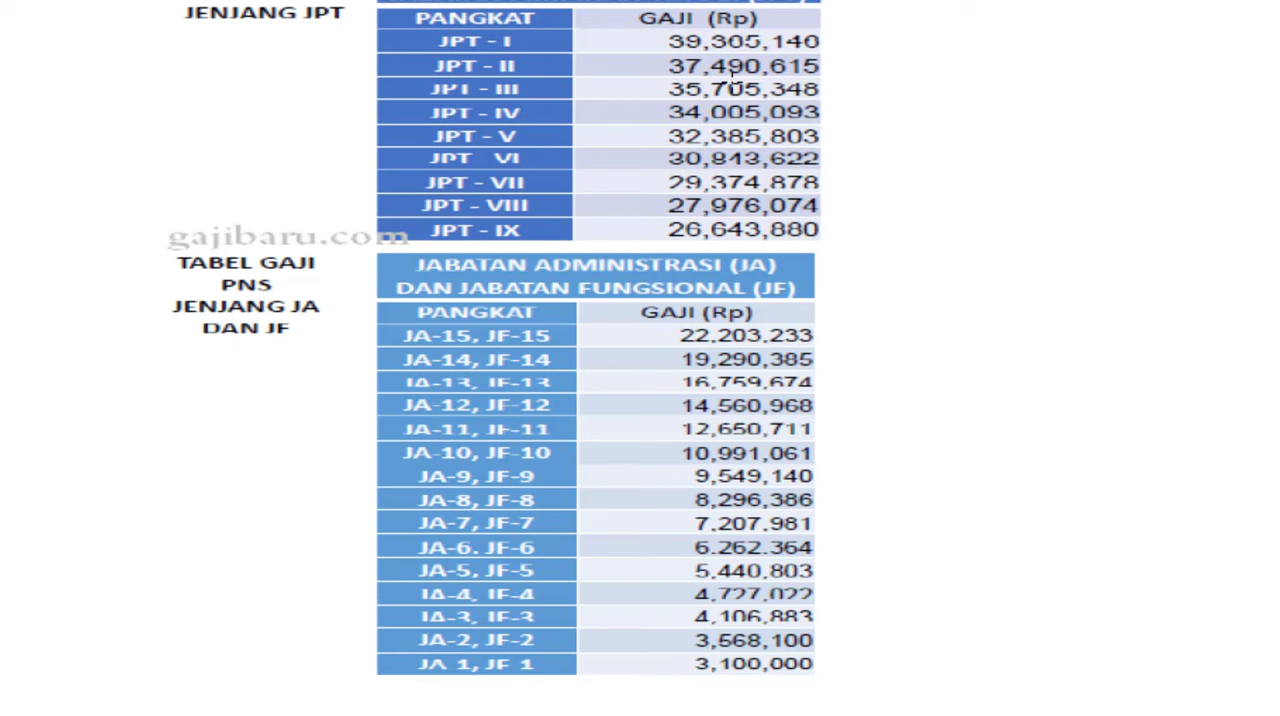 JENJANG JPT
PANGKAT GAJI (Rp)
JPT - I 39,305,140
JPT - II 37,490,615
JPT - III 35,705,348
JPT - IV 34,005,093
JPT - V 32,385,803
JPT VI 30,843,622
JPT - VII 29,374,878
JPT - VIII 27,976,074
JPT - IX 26,643,880
gajibaru.com
TABEL GAJI
PNS
JENJANG JA
DAN JF
JABATAN ADMINISTRASI (JA)
DAN JABATAN FUNGSIONAL (JF)
PANGKAT GAJI (Rp)
JA-15, JF-15 22,203,233
JA-14, JF-14 19,290,385
JA-13, JF-13 16,759,674
JA-12, JF-12 14,560,968
JA-11, JF-11 12,650,711
JA-10, JF-10 10,991,061
JA-9, JF-9 9,549,140
JA-8, JF-8 8,296,386
JA-7, JF-7 7,207,981
JA-6, JF-6 6,262,364
JA-5, JF-5 5,440,803
JA-4, JF-4 4,727,022
JA-3, JF-3 4,106,883
JA-2, JF-2 3,568,100
JA 1, JF 1 3,100,000